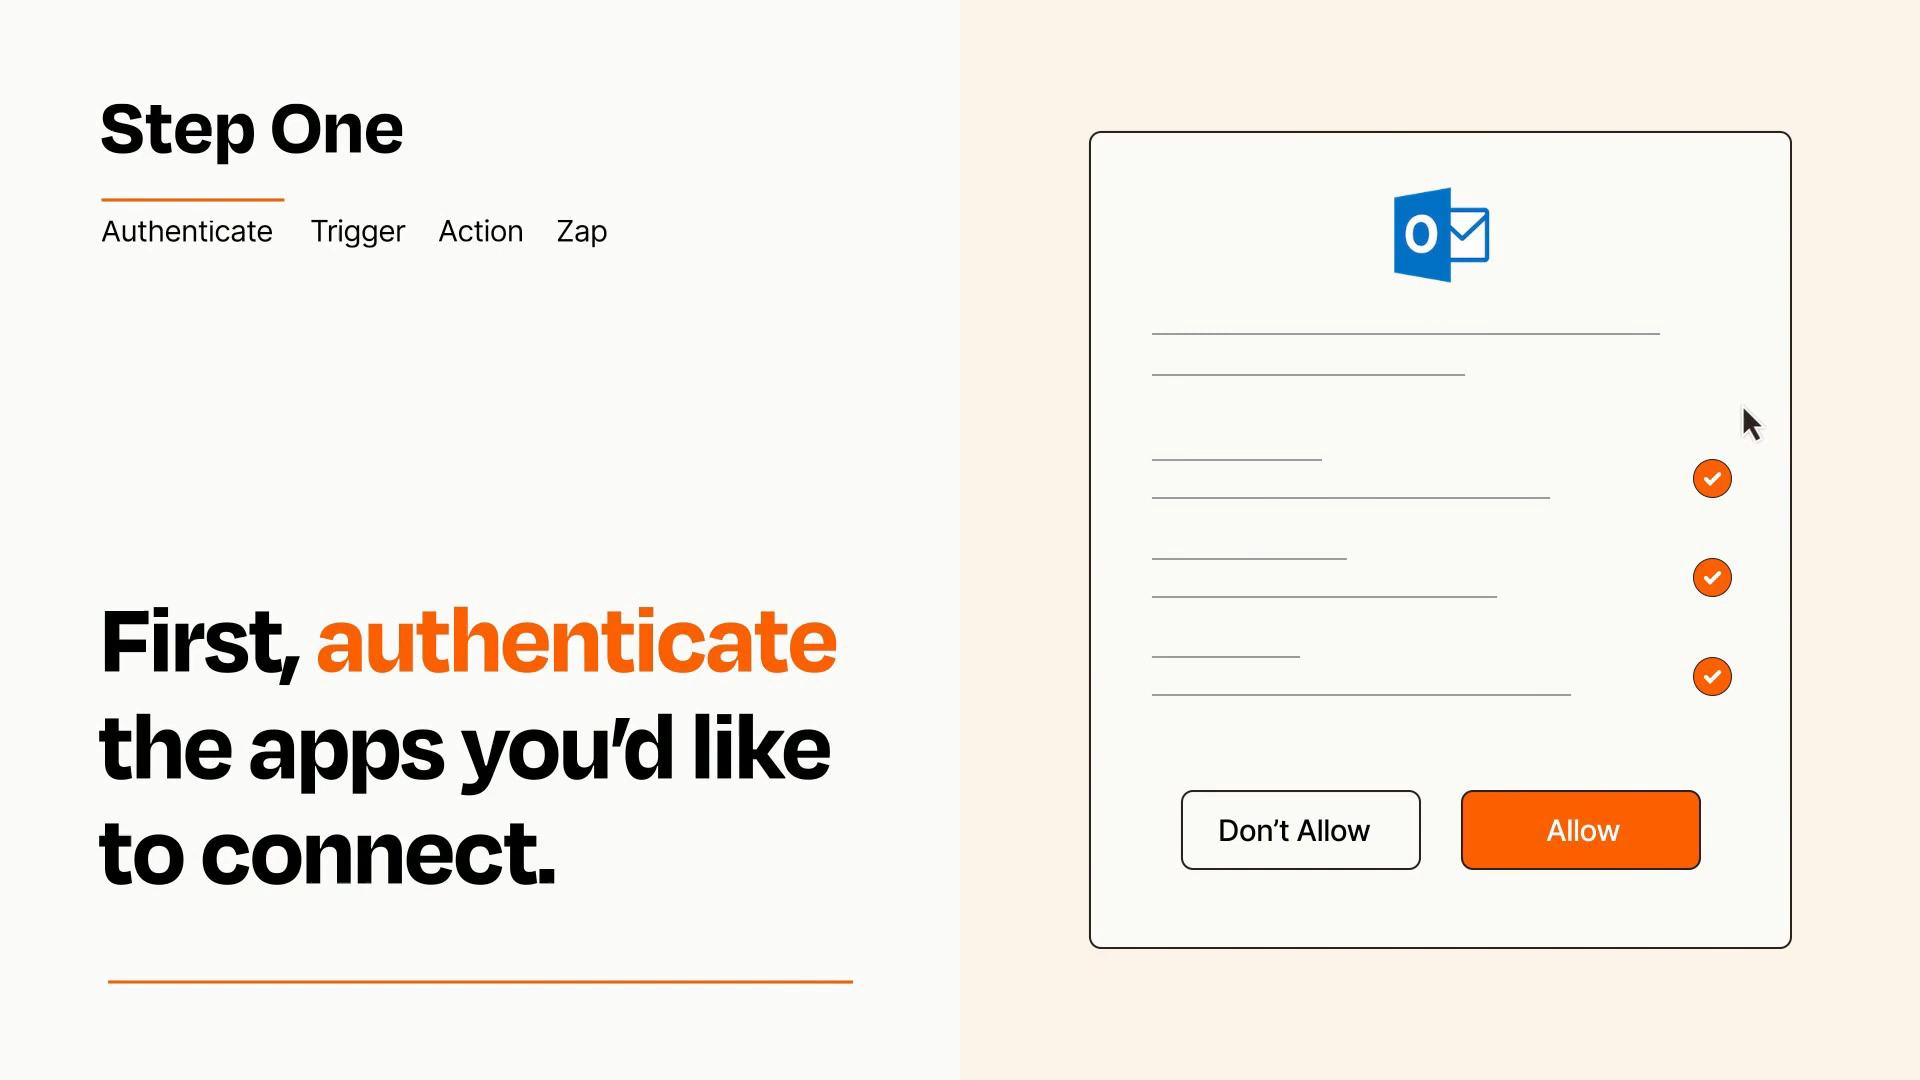 Step One
Authenticate Trigger Action Zap
First, authenticate
the apps you’d like
to connect.
O
Don’t Allow Allow